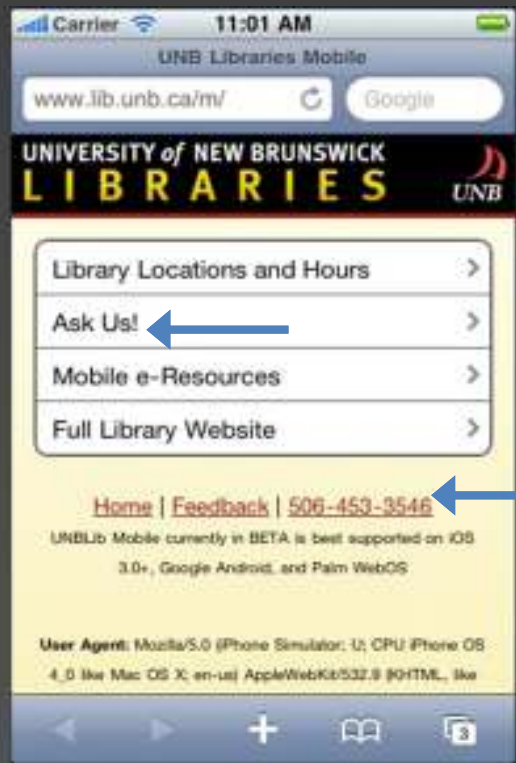 Carrier 11:01 AM
UNB Libraries Mobile
www.lib.unb.ca/m/ Google
UNIVERSITY of NEW BRUNSWICK
LIBRARIES UNB
Library Locations and Hours
Ask Us!
Mobile e-Resources
Full Library Website
Home | Feedback | 506-453-3546
UNBLib Mobile currently in BETA is best supported on iOS
3.0+, Google Android, and Palm WebOS
User Agent: Mozilla/5.0 (iPhone Simulator; U; CPU iPhone OS
4_0 like Mac OS X; en-us) AppleWebKit/532.9 (KHTML, like
3